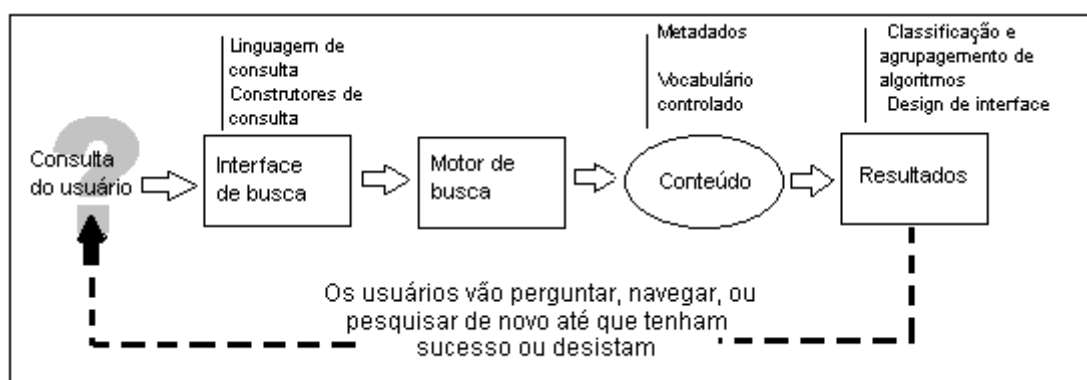 Linguagem de
consulta
Construtores de
consulta
Metadados
Vocabulário
controlado
Classificação e
agrupagemento de
algoritmos
Design de interface
?
Consulta
do usuário
Interface
de busca
Motor de
busca
Conteúdo
Resultados
Os usuários vão perguntar, navegar, ou
pesquisar de novo até que tenham
sucesso ou desistam